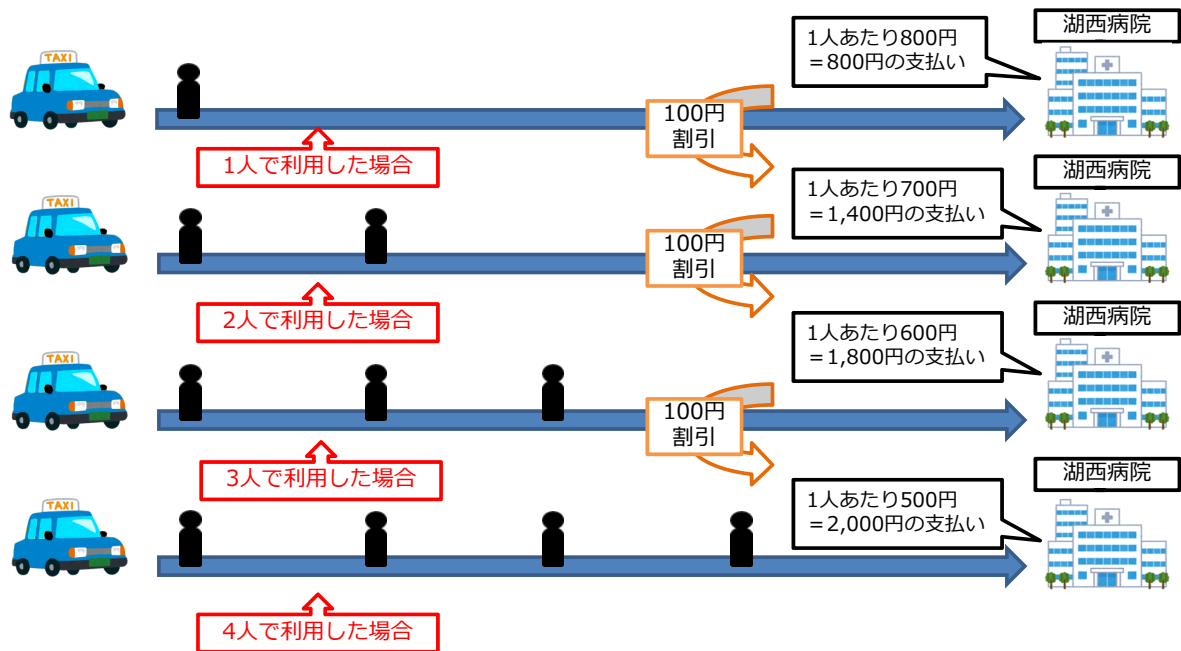 TAXI
1人で利用した場合
100円
割引
1人あたり800円
＝800円の支払い
湖西病院
TAXI
2人で利用した場合
100円
割引
1人あたり700円
＝1,400円の支払い
湖西病院
TAXI
3人で利用した場合
100円
割引
1人あたり600円
＝1,800円の支払い
湖西病院
TAXI
4人で利用した場合
1人あたり500円
＝2,000円の支払い
湖西病院